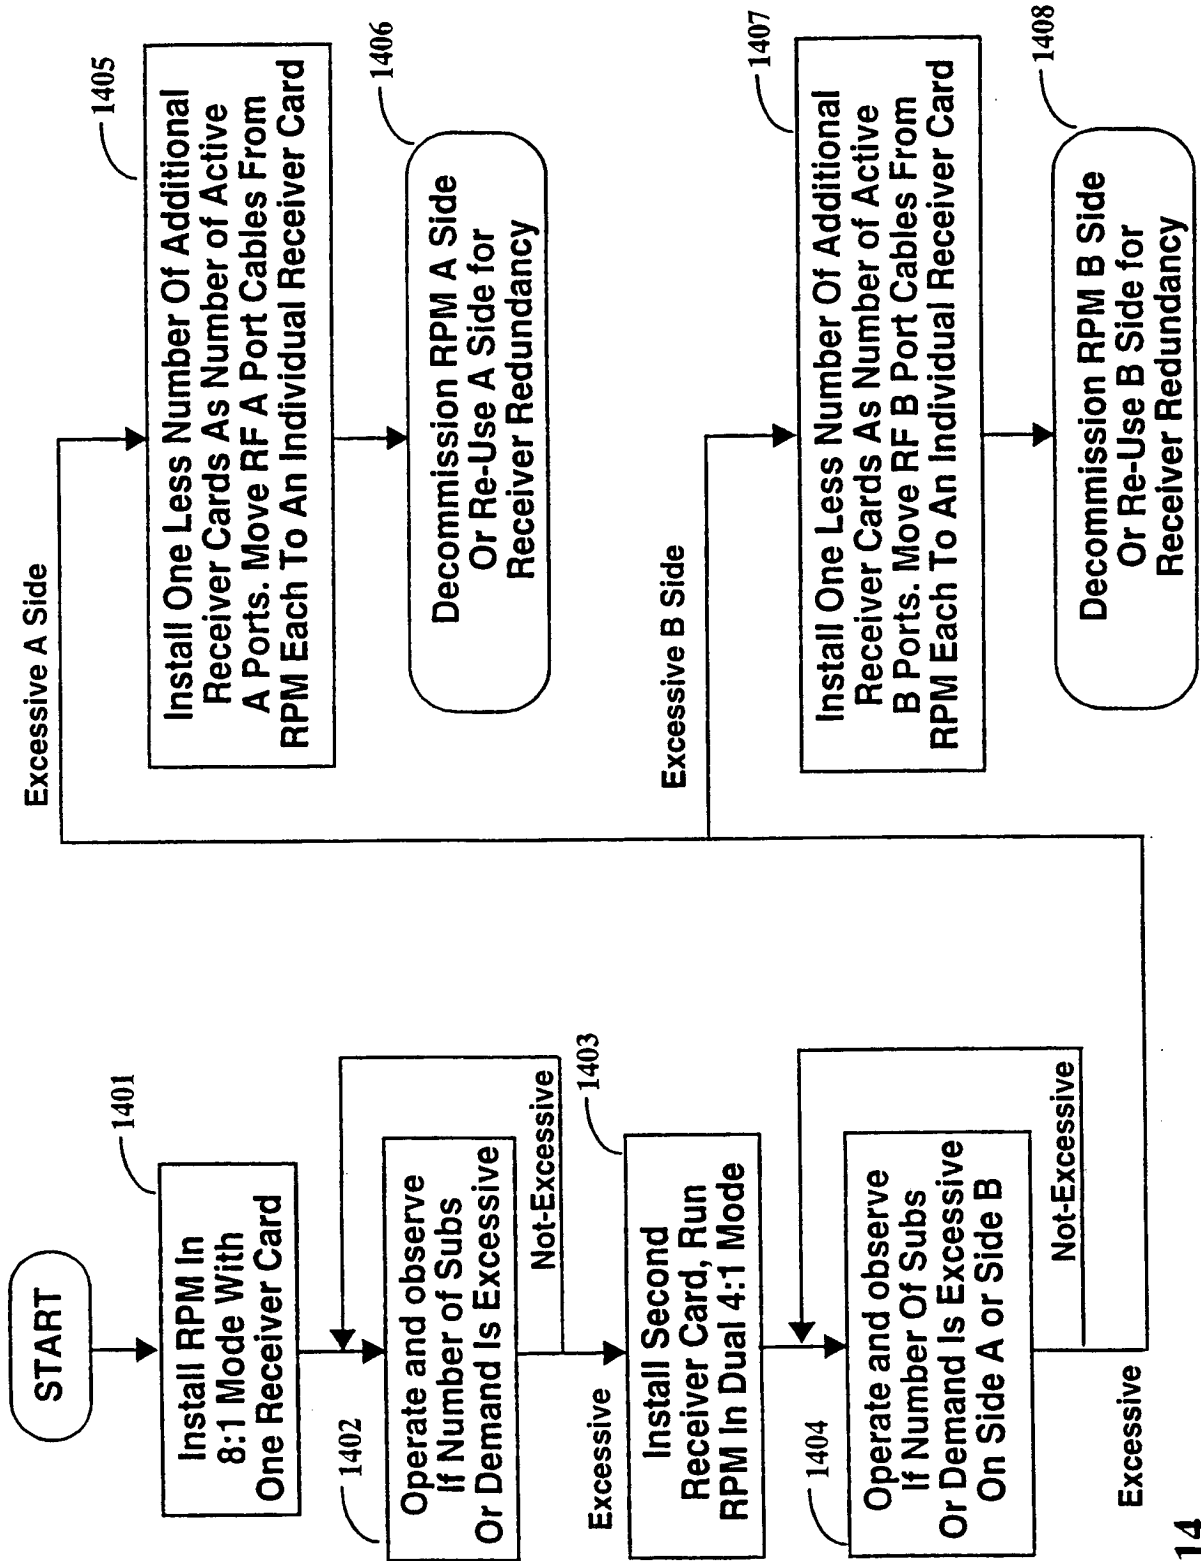 START
1401
Install RPM In
8:1 Mode With
One Receiver Card
1402
Operate and observe
If Number of Subs
Or Demand Is Excessive
Not-Excessive
Excessive
1403
Install Second
Receiver Card, Run
RPM In Dual 4:1 Mode
1404
Operate and observe
If Number Of Subs
Or Demand Is Excessive
On Side A or Side B
Not-Excessive
Excessive
Excessive A Side
1405
Install One Less Number Of Additional
Receiver Cards As Number of Active
A Ports. Move RF A Port Cables From
RPM Each To An Individual Receiver Card
1406
Decommission RPM A Side
Or Re-Use A Side for
Receiver Redundancy
Excessive B Side
1407
Install One Less Number Of Additional
Receiver Cards As Number of Active
B Ports. Move RF B Port Cables From
RPM Each To An Individual Receiver Card
1408
Decommission RPM B Side
Or Re-Use B Side for
Receiver Redundancy
14